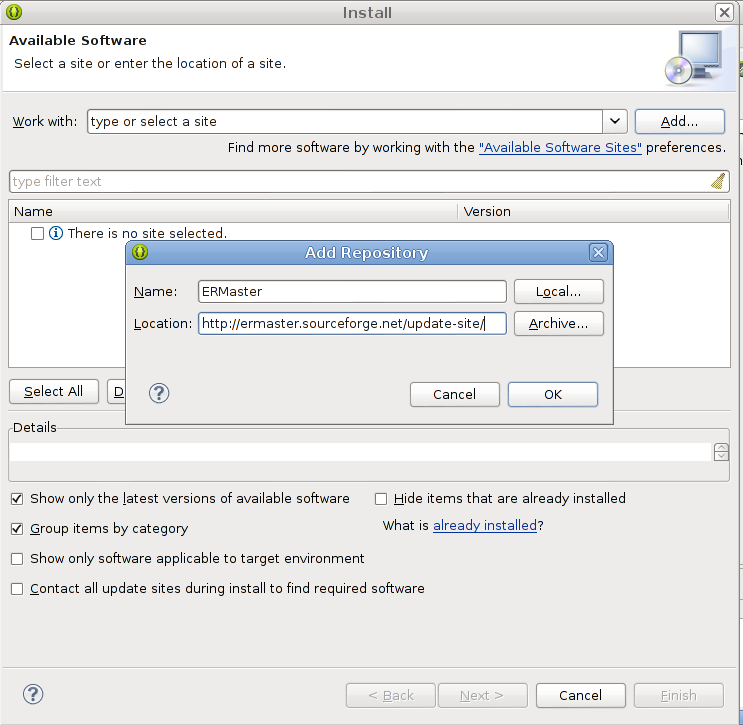 Install
Available Software
Select a site or enter the location of a site.
Work with: type or select a site Add...
Find more software by working with the "Available Software Sites" preferences.
type filter text
Name Version
There is no site selected.
Add Repository
Name: ERMaster Local...
Location: http://ermaster.sourceforge.net/update-site/ Archive...
Cancel OK
Select All D
Details
Show only the latest versions of available software Hide items that are already installed
Group items by category What is already installed?
Show only software applicable to target environment
Contact all update sites during install to find required software
< Back Next > Cancel Finish